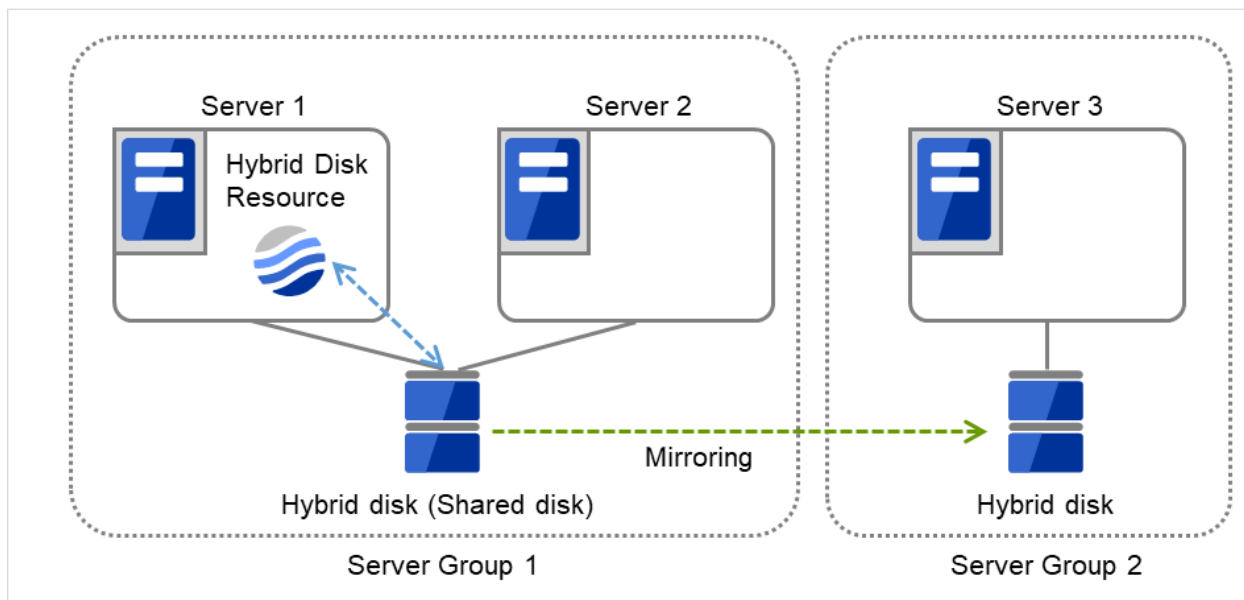 Server 1
Server 2
Server 3
Hybrid Disk
Resource
Mirroring
Hybrid disk (Shared disk)
Hybrid disk
Server Group 1
Server Group 2